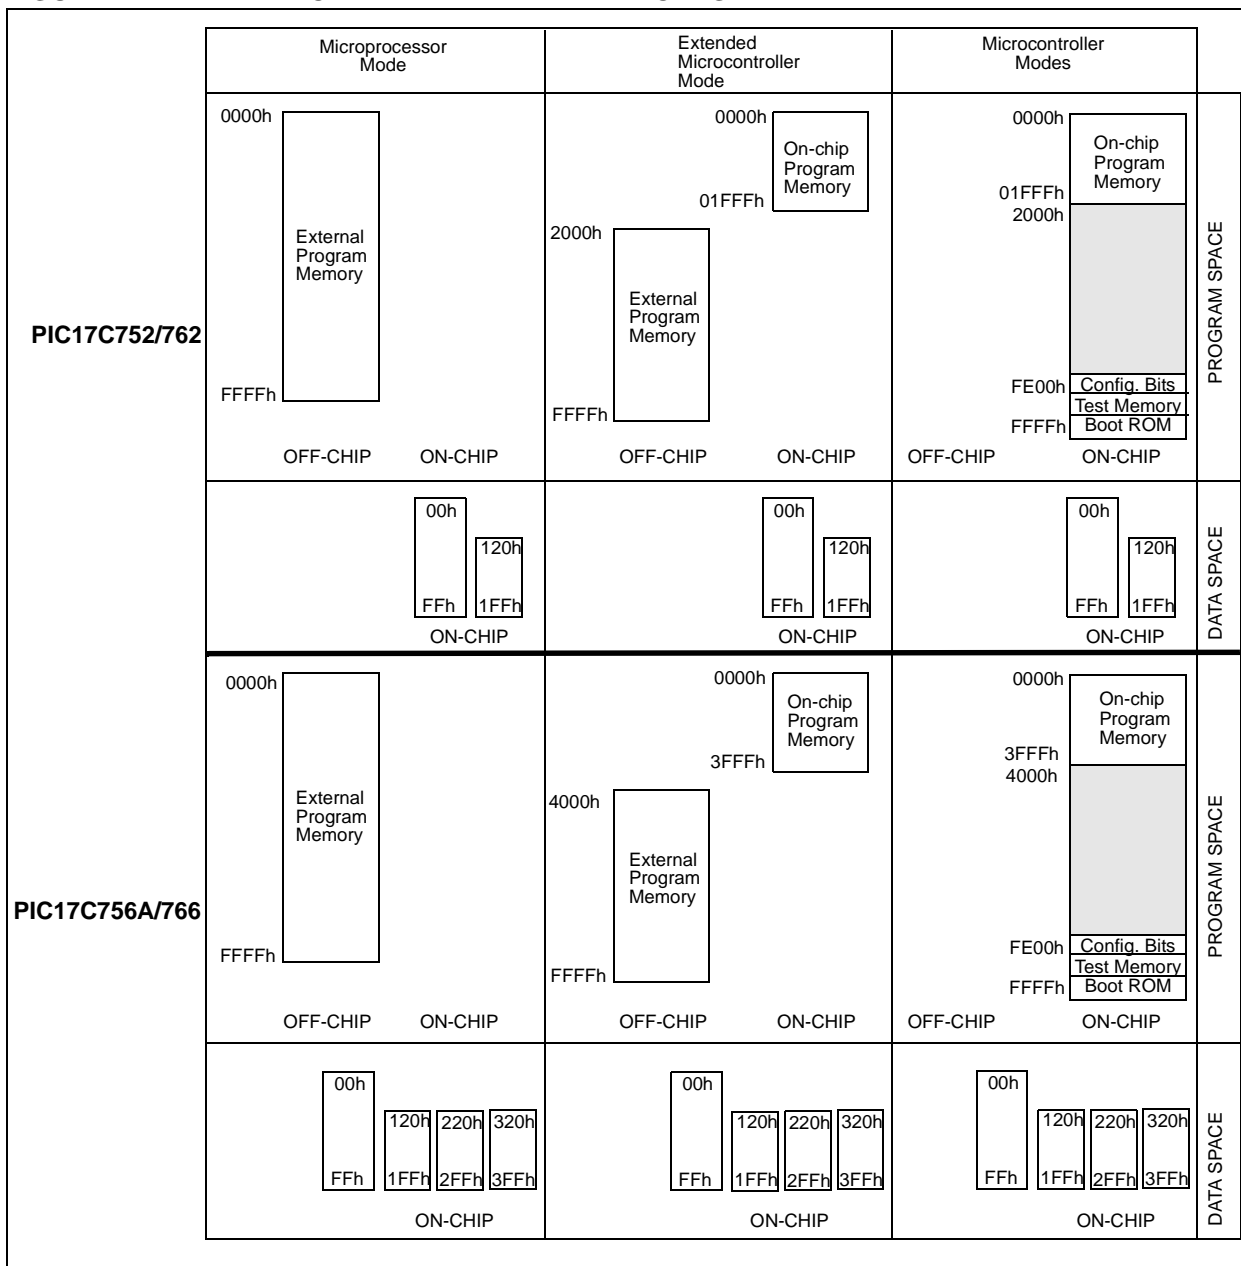 Microprocessor
Mode
Extended
Microcontroller
Mode
Microcontroller
Modes
PIC17C752/762
0000h
External
Program
Memory
FFFFh
OFF-CHIP ON-CHIP
0000h
On-chip
Program
Memory
01FFFh
2000h
External
Program
Memory
FFFFh
OFF-CHIP ON-CHIP
0000h
On-chip
Program
Memory
01FFFh
2000h
FE00h Config. Bits
Test Memory
FFFFh Boot ROM
OFF-CHIP ON-CHIP
PROGRAM SPACE
00h
120h
FFh 1FFh
ON-CHIP
00h
120h
FFh 1FFh
ON-CHIP
00h
120h
FFh 1FFh
ON-CHIP
DATA SPACE
PIC17C756A/766
0000h
External
Program
Memory
FFFFh
OFF-CHIP ON-CHIP
0000h
On-chip
Program
Memory
3FFFh
4000h
External
Program
Memory
FFFFh
OFF-CHIP ON-CHIP
0000h
On-chip
Program
Memory
3FFFh
4000h
FE00h Config. Bits
Test Memory
FFFFh Boot ROM
OFF-CHIP ON-CHIP
PROGRAM SPACE
00h
120h 220h 320h
FFh 1FFh 2FFh 3FFh
ON-CHIP
00h
120h 220h 320h
FFh 1FFh 2FFh 3FFh
ON-CHIP
00h
120h 220h 320h
FFh 1FFh 2FFh 3FFh
ON-CHIP
DATA SPACE